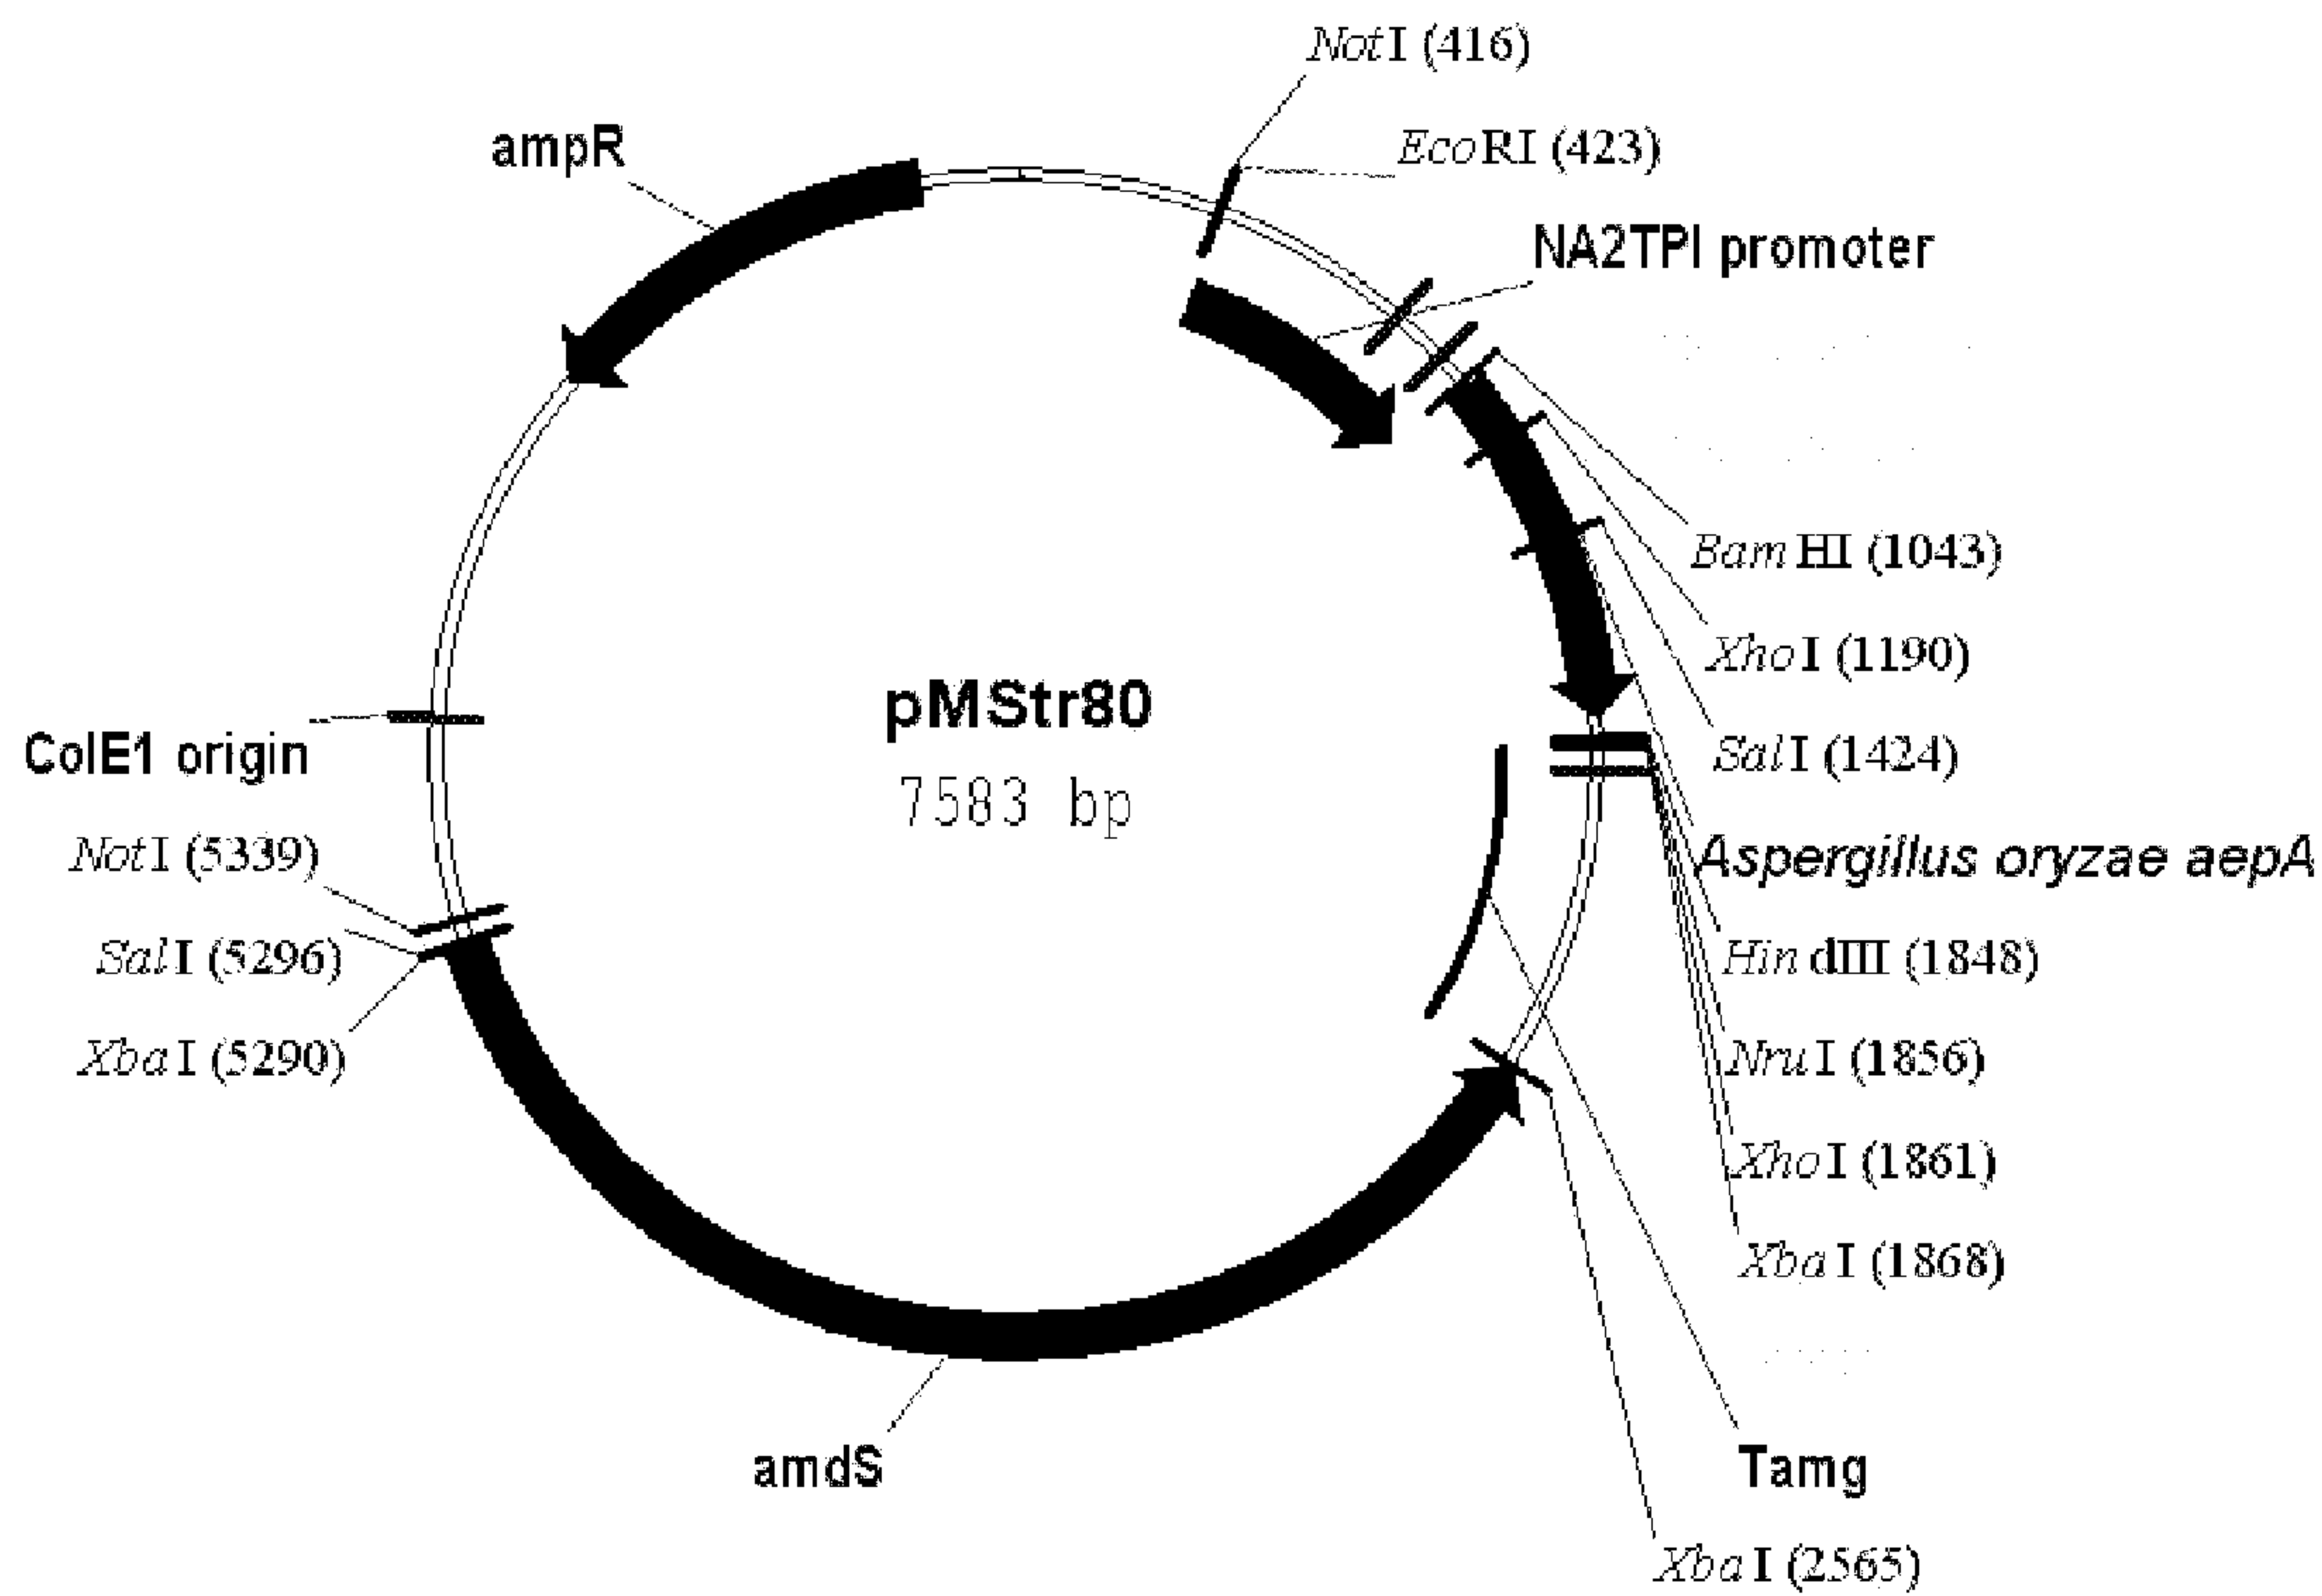 NotI (416)
ampR
EcoRI (423)
NA2TPI promoter
BamHI (1043)
XhoI (1190)
pMStr80
SalI (1424)
ColE1 origin
7583 bp
NotI (5339)
Aspergillus oryzae aepA
SalI (5296)
HindIII (1848)
XbaI (5290)
NruI (1856)
XhoI (1861)
XbaI (1868)
amdS
Tamg
XbaI (2565)